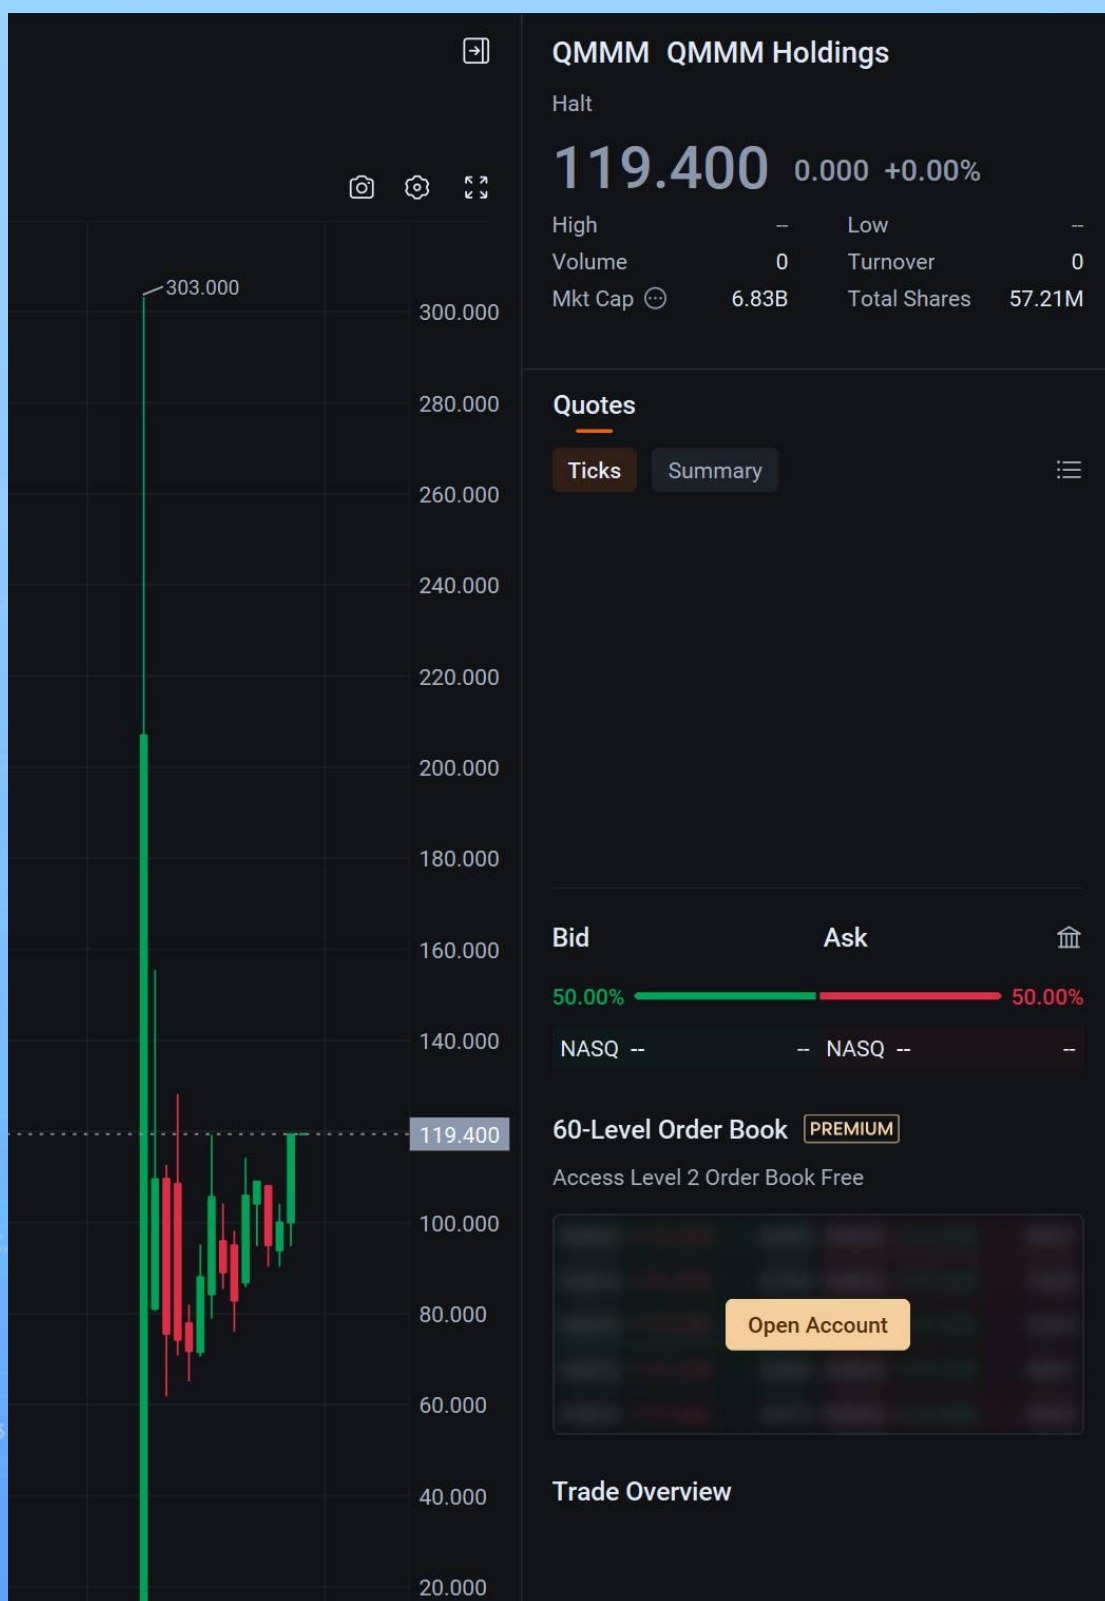 QMMM QMMM Holdings
Halt
119.400 0.000 +0.00%
High -- Low --
Volume 0 Turnover 0
Mkt Cap 6.83B Total Shares 57.21M
303.000
300.000
280.000
260.000
240.000
220.000
200.000
180.000
160.000
140.000
119.400
100.000
80.000
60.000
40.000
20.000
Quotes
Ticks Summary
Bid Ask
50.00% 50.00%
NASQ -- -- NASQ -- --
60-Level Order Book PREMIUM
Access Level 2 Order Book Free
Open Account
Trade Overview